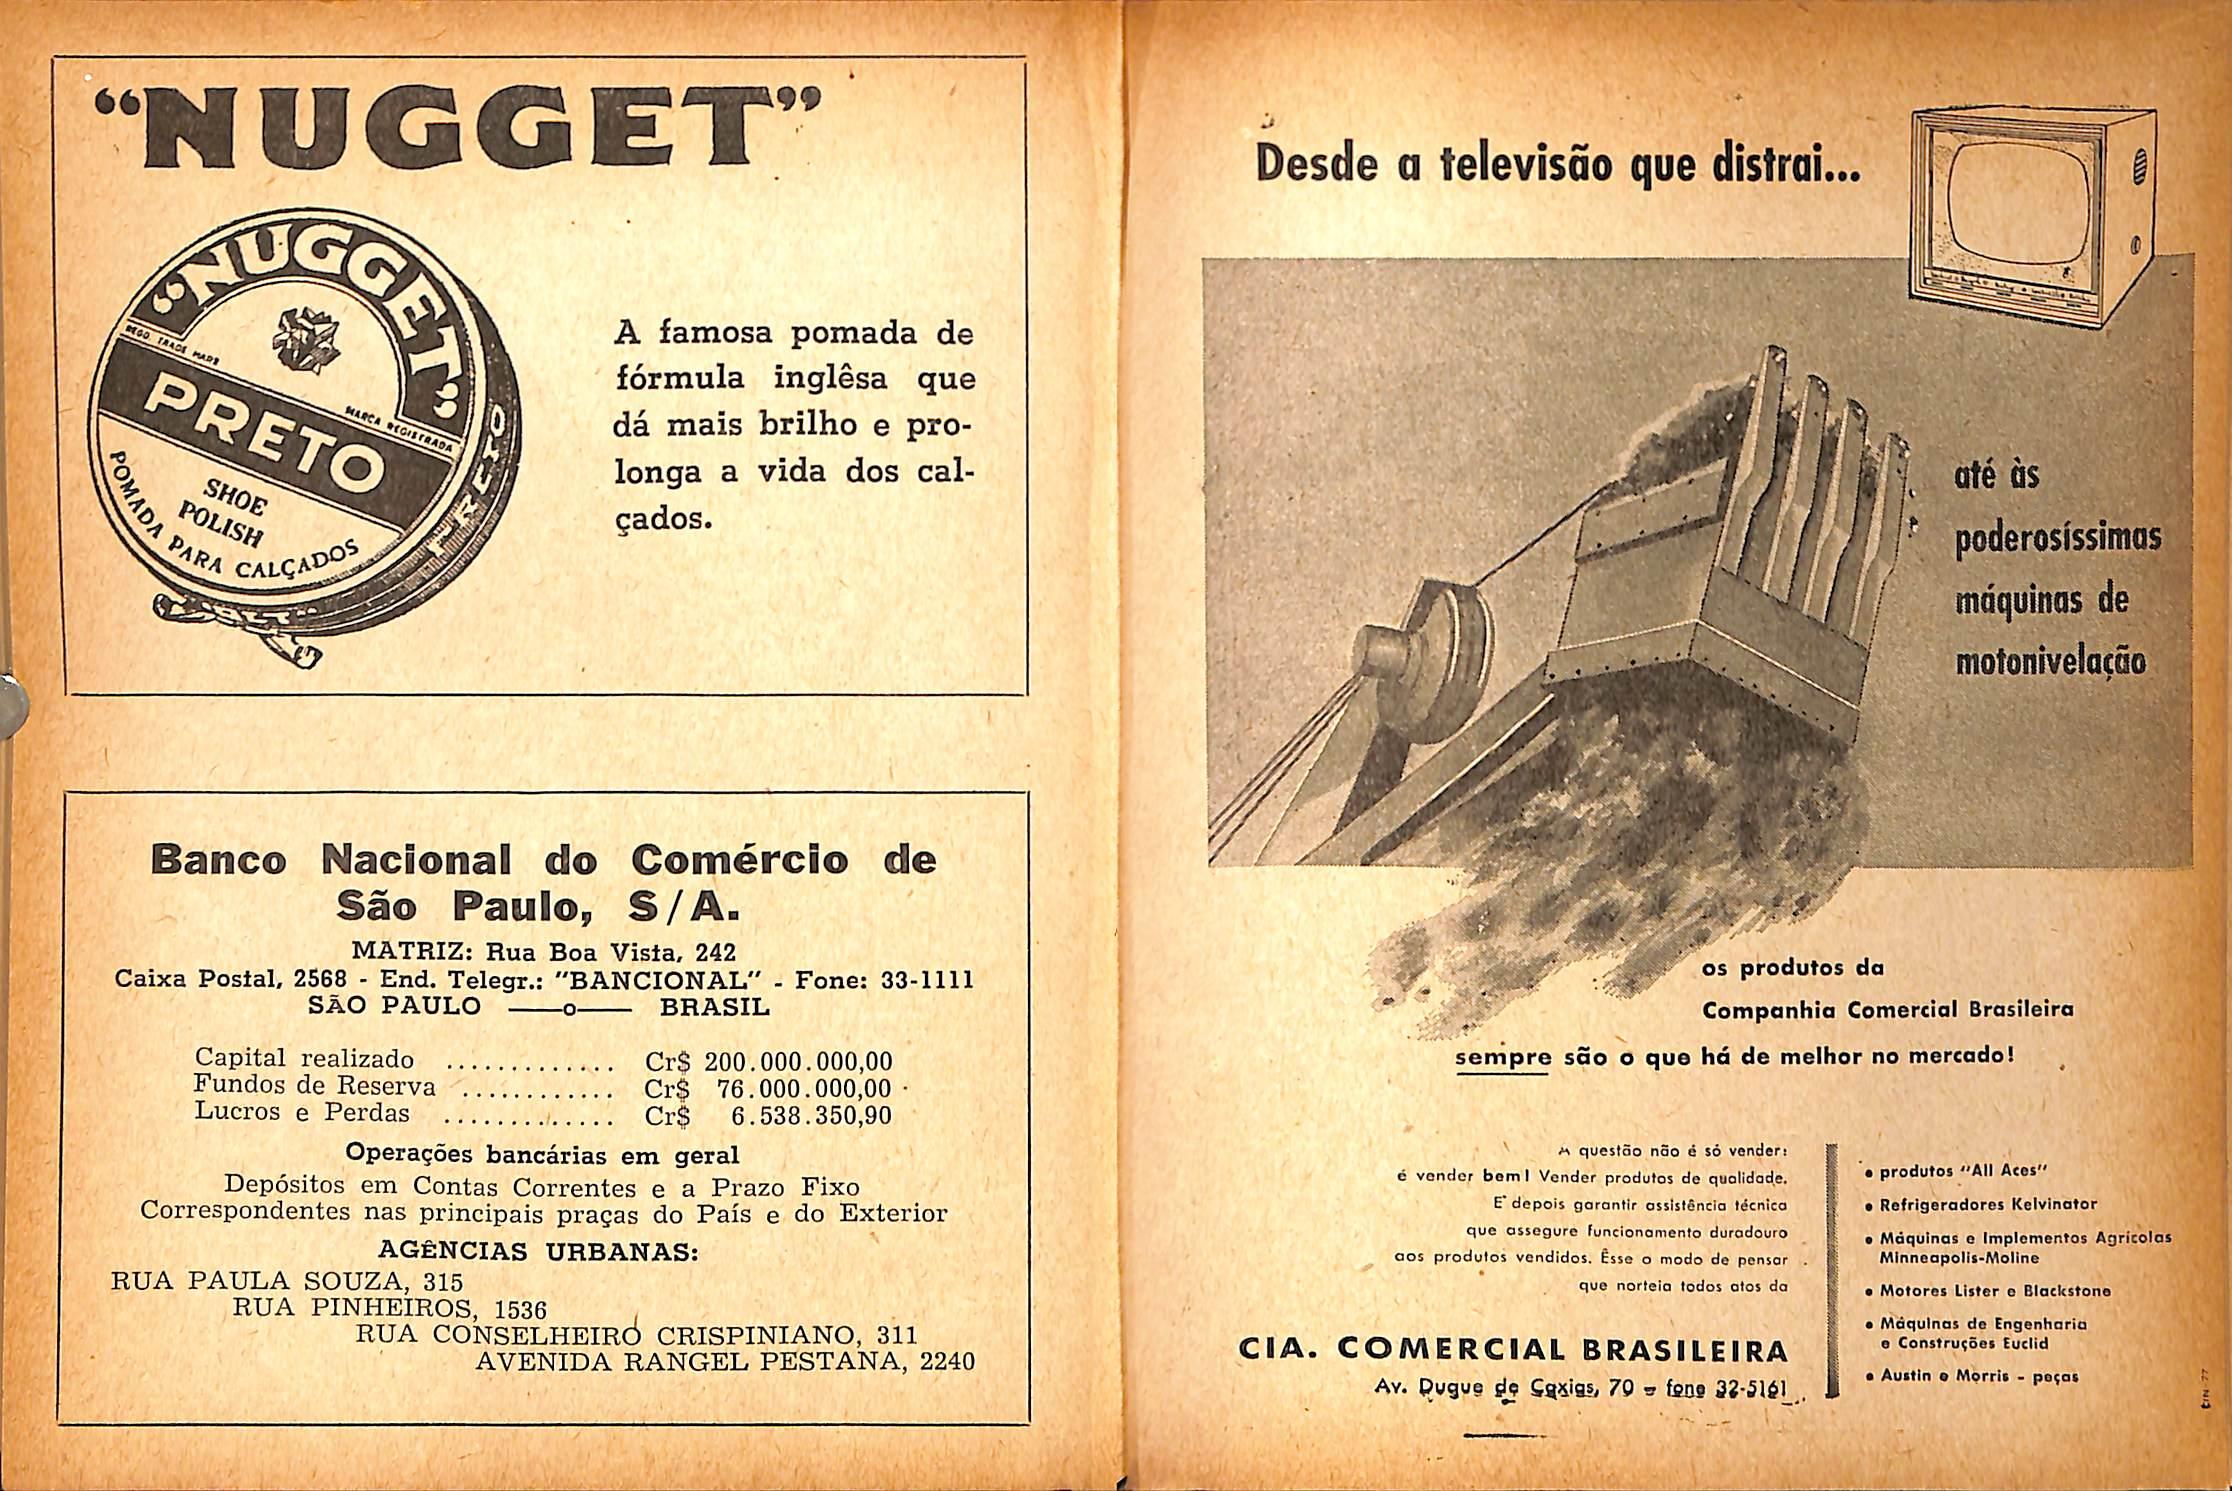 “NUGGET”
“NUGGET”
REGD TRADE MARK
MARCA REGISTRADA
PRETO
SHOE
POLISH
POMADA PARA CALÇADOS
PRETO
A famosa pomada de
fórmula inglêsa que
dá mais brilho e pro-
longa a vida dos cal-
çados.
Banco Nacional do Comércio de
São Paulo, S/A.
MATRIZ: Rua Boa Vista, 242
Caixa Postal, 2568 - End. Telegr.: "BANCIONAL" - Fone: 33-1111
SÃO PAULO ——o—— BRASIL
Capital realizado ............. Cr$ 200.000.000,00
Fundos de Reserva ............ Cr$ 76.000.000,00
Lucros e Perdas ............. Cr$ 6.538.350,90
Operações bancárias em geral
Depósitos em Contas Correntes e a Prazo Fixo
Correspondentes nas principais praças do País e do Exterior
AGÊNCIAS URBANAS:
RUA PAULA SOUZA, 315
RUA PINHEIROS, 1536
RUA CONSELHEIRO CRISPINIANO, 311
AVENIDA RANGEL PESTANA, 2240
Desde a televisão que distrai...
até às
poderosíssimas
máquinas de
motonivelação
os produtos da
Companhia Comercial Brasileira
sempre são o que há de melhor no mercado!
A questão não é só vender:
é vender bem! Vender produtos de qualidade.
E depois garantir assistência técnica
que assegure funcionamento duradouro
aos produtos vendidos. Êsse o modo de pensar
que norteia todos atos da
CIA. COMERCIAL BRASILEIRA
Av. Duque de Caxias, 70 - fone 32-5161
• produtos "All Aces"
• Refrigeradores Kelvinator
• Máquinas e Implementos Agrícolas
Minneapolis-Moline
• Motores Lister e Blackstone
• Máquinas de Engenharia
e Construções Euclid
• Austin e Morris - peças